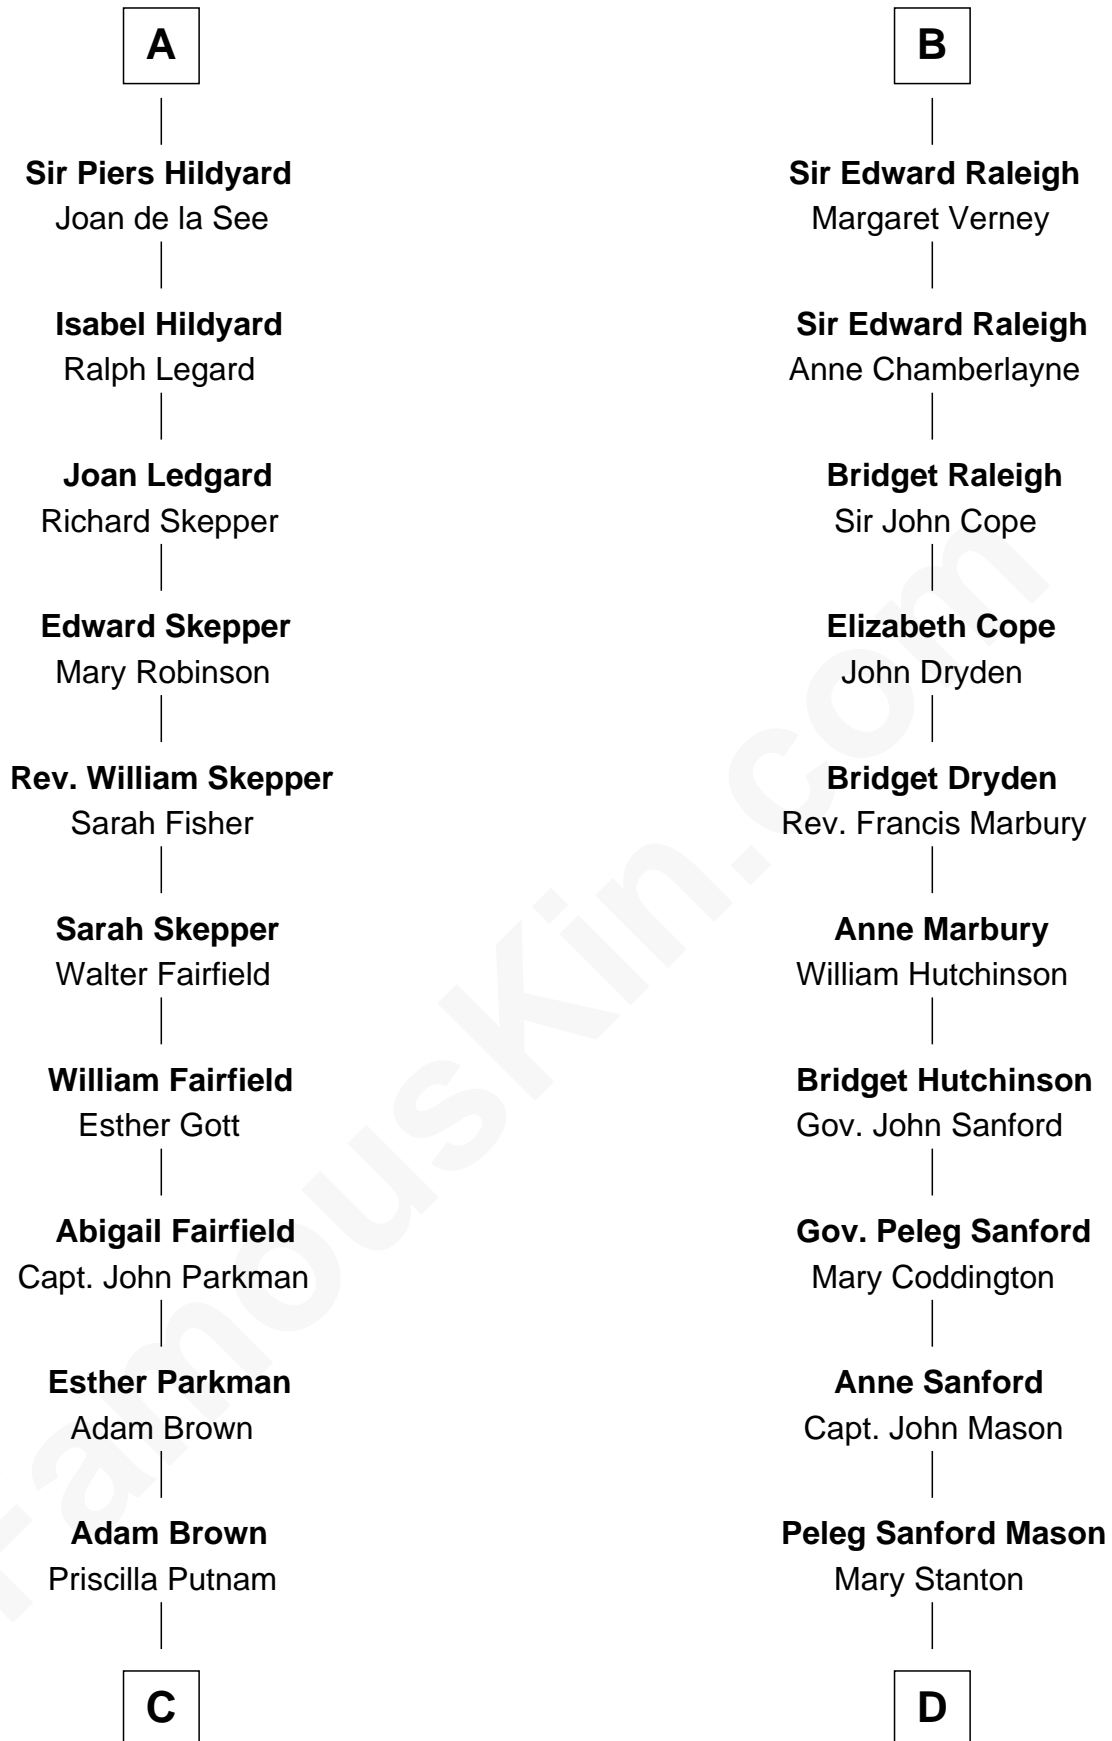 A
Sir Piers Hildyard
Joan de la See
Isabel Hildyard
Ralph Legard
Joan Ledgard
Richard Skepper
Edward Skepper
Mary Robinson
Rev. William Skepper
Sarah Fisher
Sarah Skepper
Walter Fairfield
William Fairfield
Esther Gott
Abigail Fairfield
Capt. John Parkman
Esther Parkman
Adam Brown
Adam Brown
Priscilla Putnam
C
B
Sir Edward Raleigh
Margaret Verney
Sir Edward Raleigh
Anne Chamberlayne
Bridget Raleigh
Sir John Cope
Elizabeth Cope
John Dryden
Bridget Dryden
Rev. Francis Marbury
Anne Marbury
William Hutchinson
Bridget Hutchinson
Gov. John Sanford
Gov. Peleg Sanford
Mary Coddington
Anne Sanford
Capt. John Mason
Peleg Sanford Mason
Mary Stanton
D
FamousKin.com